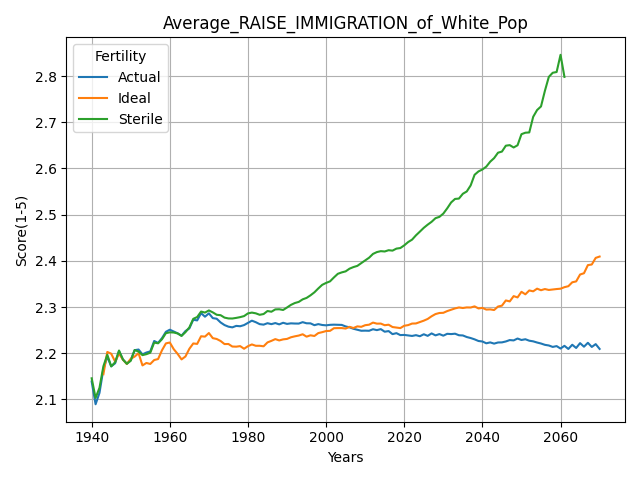 Average_RAISE_IMMIGRATION_of_White_Pop
Fertility
Actual
Ideal
Sterile
Score(1-5)
2.8
2.7
2.6
2.5
2.4
2.3
2.2
2.1
1940 1960 1980 2000 2020 2040 2060
Years